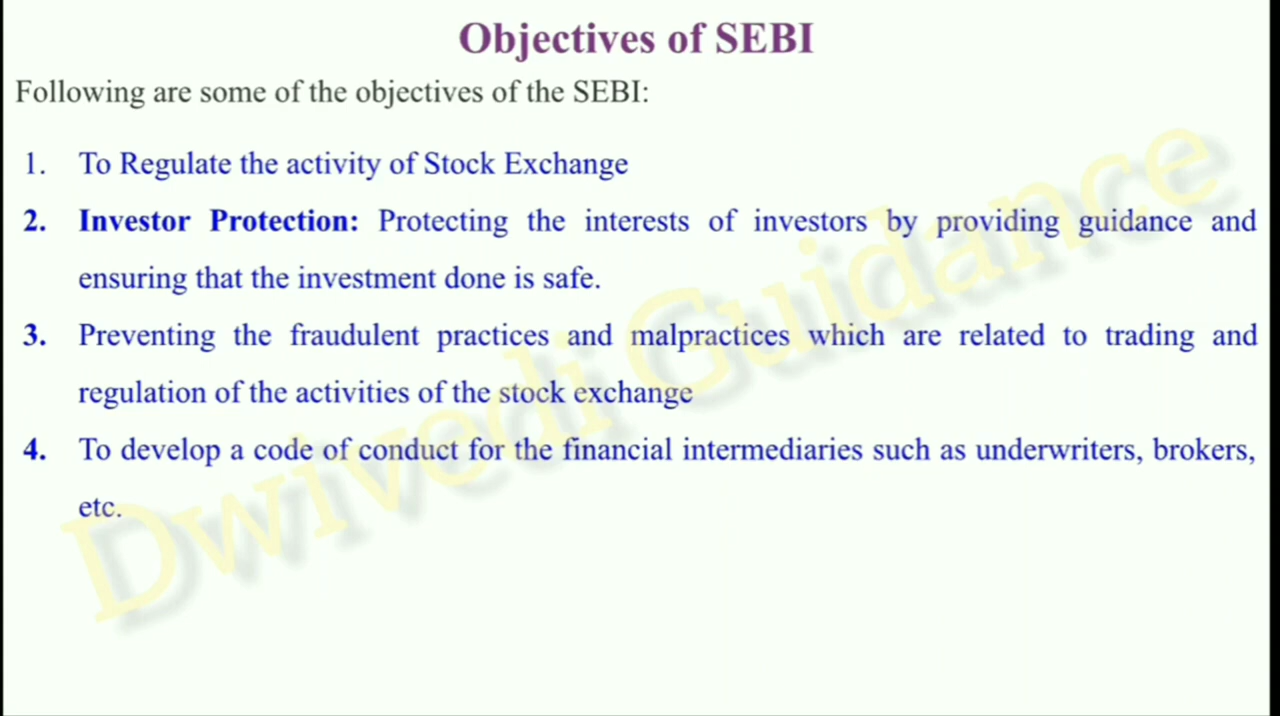 Objectives of SEBI
Following are some of the objectives of the SEBI:
1. To Regulate the activity of Stock Exchange
2. Investor Protection: Protecting the interests of investors by providing guidance and
ensuring that the investment done is safe.
3. Preventing the fraudulent practices and malpractices which are related to trading and
regulation of the activities of the stock exchange
4. To develop a code of conduct for the financial intermediaries such as underwriters, brokers,
etc.
Dwivedi Guidance